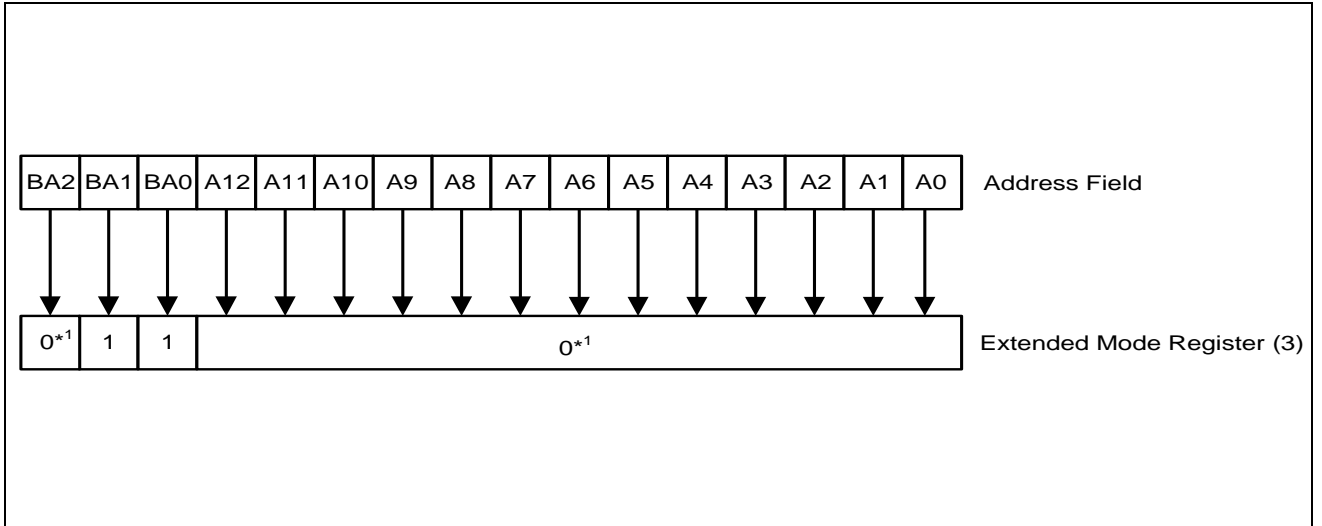 BA2 BA1 BA0 A12 A11 A10 A9 A8 A7 A6 A5 A4 A3 A2 A1 A0 Address Field
0*1 1 1 0*1 Extended Mode Register (3)